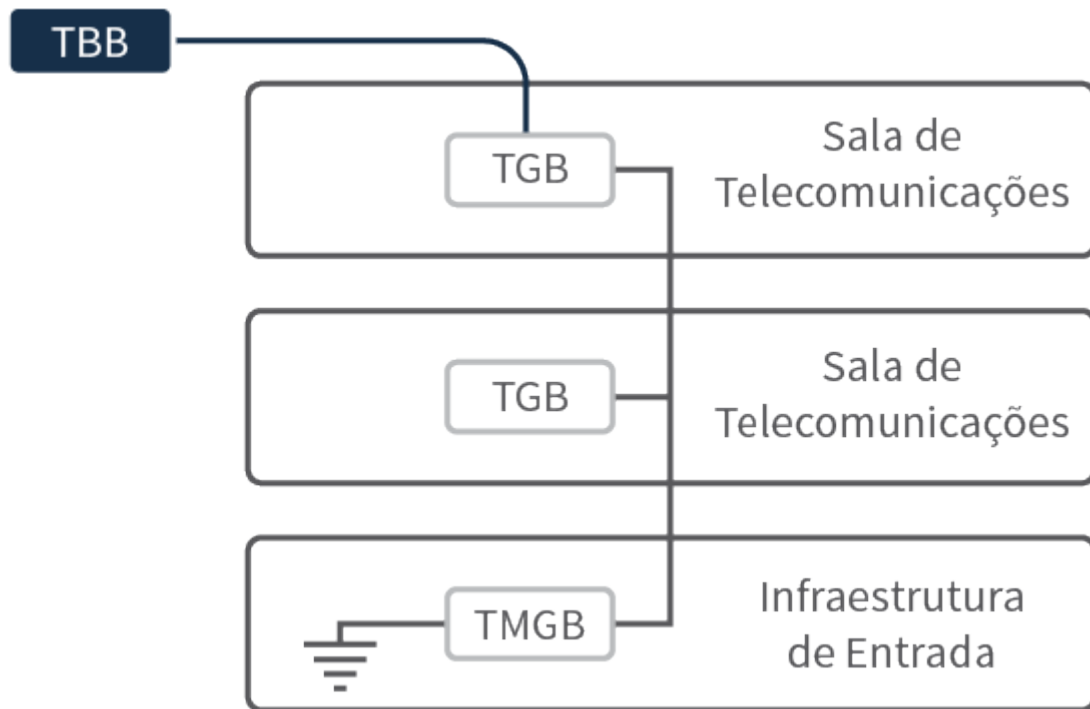 TBB
TGB
Sala de
Telecomunicações
TGB
Sala de
Telecomunicações
TMGB
Infraestrutura
de Entrada